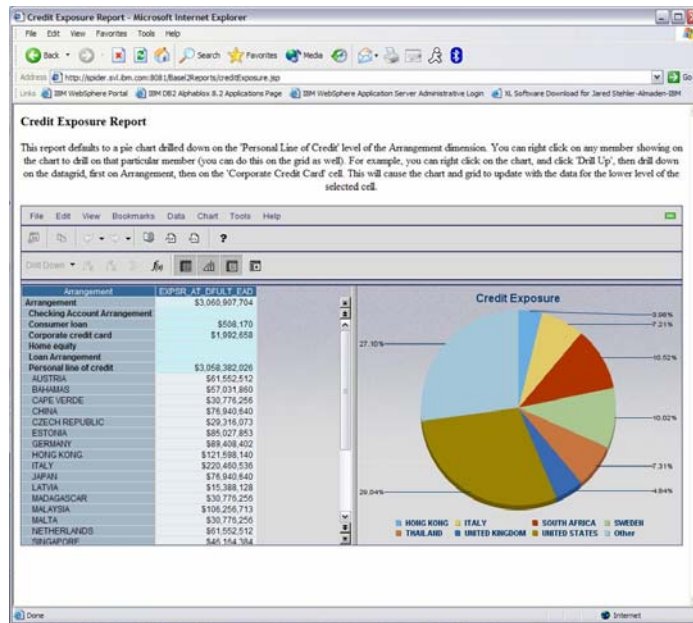 Credit Exposure Report - Microsoft Internet Explorer
File Edit View Favorites Tools Help
Back Search Favorites Media
Address http://spider.svl.ibm.com:8081/Basel2Reports/creditExposure.jsp Go
Links IBM WebSphere Portal IBM DB2 Alphablox 8.2 Applications Page IBM WebSphere Application Server Administrative Login XL Software Download for Jared Stehler-Almaden-IBM
Credit Exposure Report
This report defaults to a pie chart drilled down on the 'Personal Line of Credit' level of the Arrangement dimension. You can right click on any member showing on
the chart to drill on that particular member (you can do this on the grid as well). For example, you can right click on the chart, and click 'Drill Up', then drill down
on the datagrid, first on Arrangement, then on the 'Corporate Credit Card' cell. This will cause the chart and grid to update with the data for the lower level of the
selected cell.
File Edit View Bookmarks Data Chart Tools Help
Drill Down
Arrangement EXPSR_AT_DFULT_EAD
Arrangement $3,060,907,704
Checking Account Arrangement
Consumer loan $508,170
Corporate credit card $1,992,658
Home equity
Loan Arrangement
Personal line of credit $3,058,382,026
AUSTRIA $61,552,512
BAHAMAS $57,031,860
CAPE VERDE $30,776,256
CHINA $76,940,640
CZECH REPUBLIC $29,316,073
ESTONIA $85,027,853
GERMANY $89,408,402
HONG KONG $121,598,140
ITALY $220,460,536
JAPAN $76,940,640
LATVIA $15,388,128
MADAGASCAR $30,776,256
MALAYSIA $106,256,713
MALTA $30,776,256
NETHERLANDS $61,552,512
SINGAPORE $46,164,384
Credit Exposure
7.21%
27.10%
10.52%
10.02%
7.31%
29.04%
4.84%
HONG KONG ITALY SOUTH AFRICA SWEDEN
THAILAND UNITED KINGDOM UNITED STATES Other
Done Internet